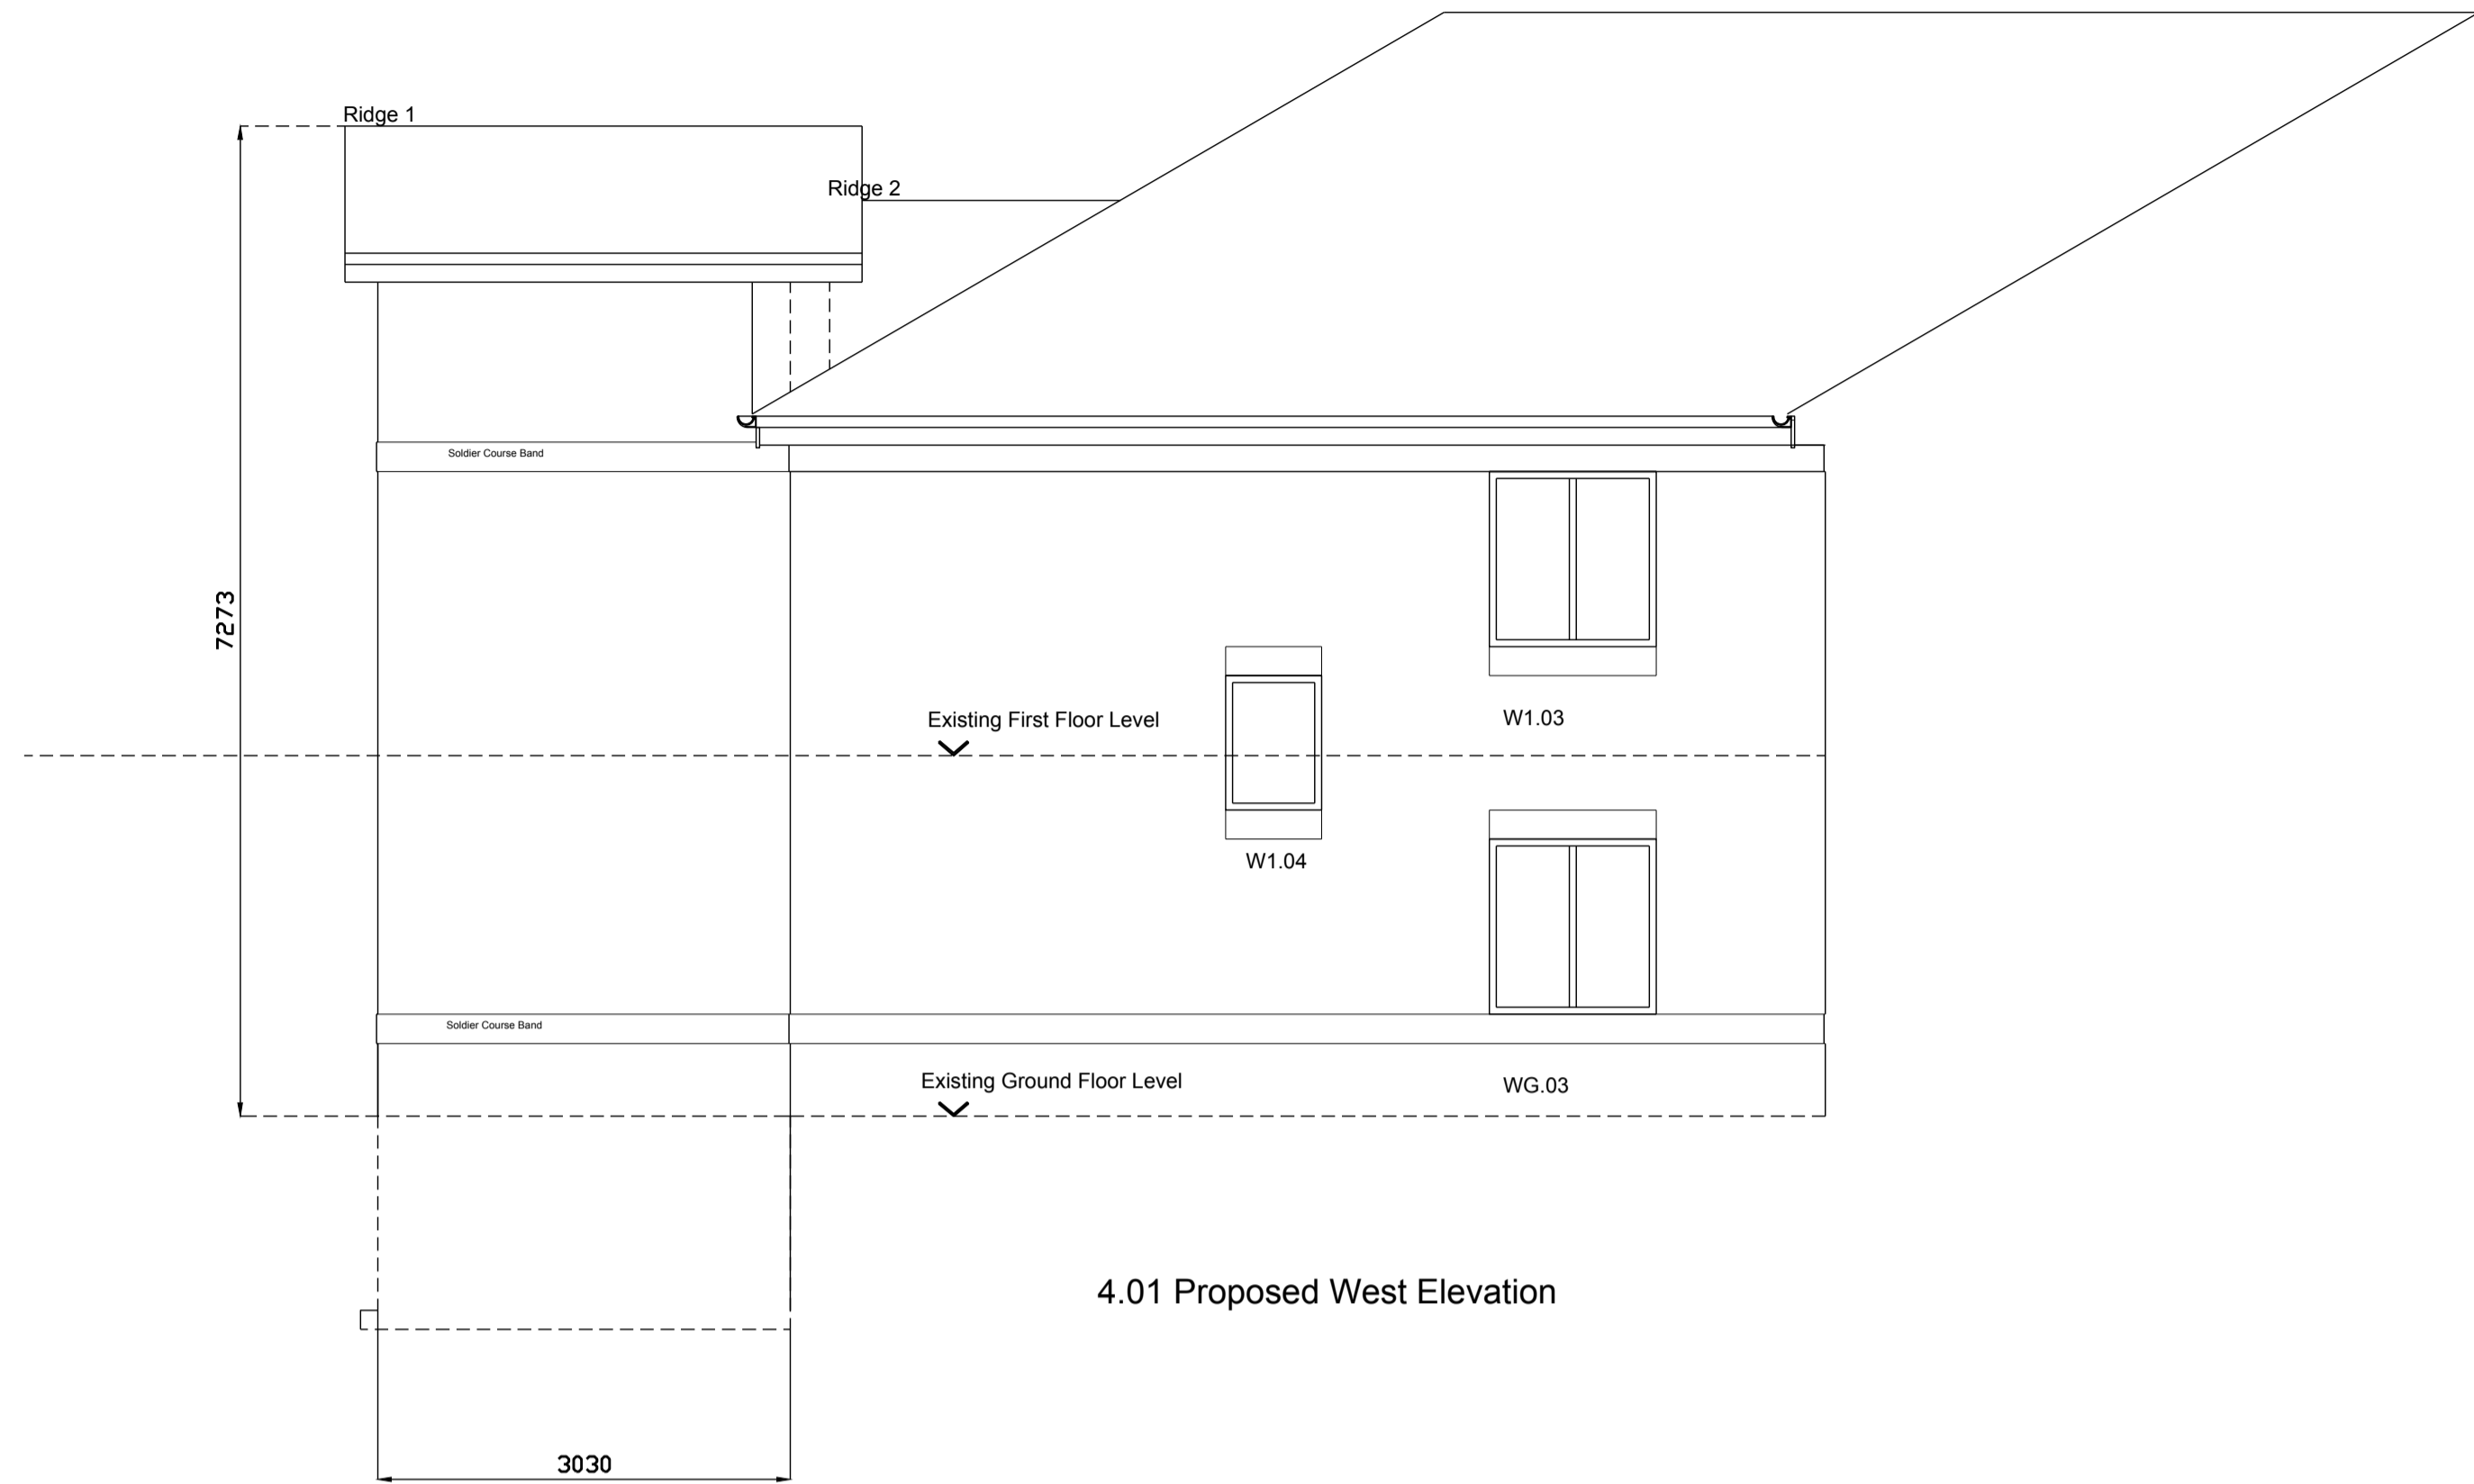 Ridge 1
Ridge 2
Soldier Course Band
7273
Existing First Floor Level
W1.03
W1.04
Soldier Course Band
Existing Ground Floor Level
WG.03
4.01 Proposed West Elevation
3030